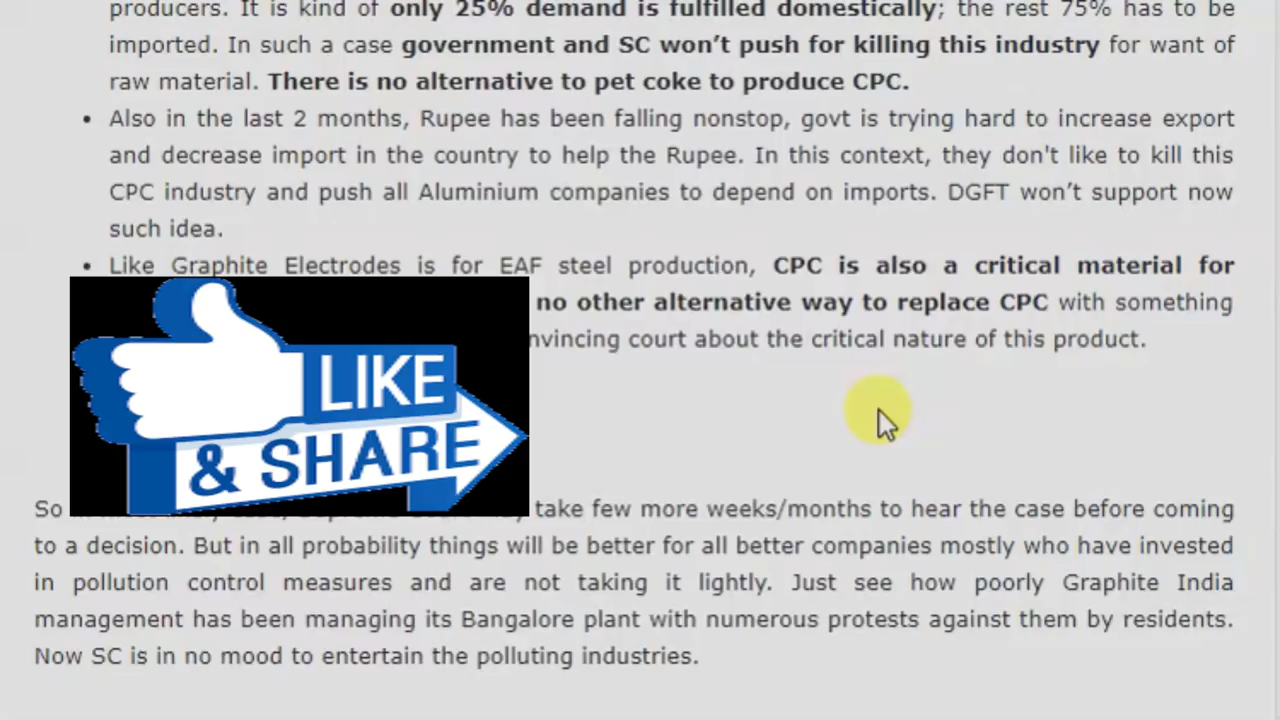 producers. It is kind of only 25% demand is fulfilled domestically; the rest 75% has to be
imported. In such a case government and SC won’t push for killing this industry for want of
raw material. There is no alternative to pet coke to produce CPC.
• Also in the last 2 months, Rupee has been falling nonstop, govt is trying hard to increase export
and decrease import in the country to help the Rupee. In this context, they don't like to kill this
CPC industry and push all Aluminium companies to depend on imports. DGFT won’t support now
such idea.
• Like Graphite Electrodes is for EAF steel production, CPC is also a critical material for
no other alternative way to replace CPC with something
nvincing court about the critical nature of this product.
LIKE
& SHARE
So take few more weeks/months to hear the case before coming
to a decision. But in all probability things will be better for all better companies mostly who have invested
in pollution control measures and are not taking it lightly. Just see how poorly Graphite India
management has been managing its Bangalore plant with numerous protests against them by residents.
Now SC is in no mood to entertain the polluting industries.